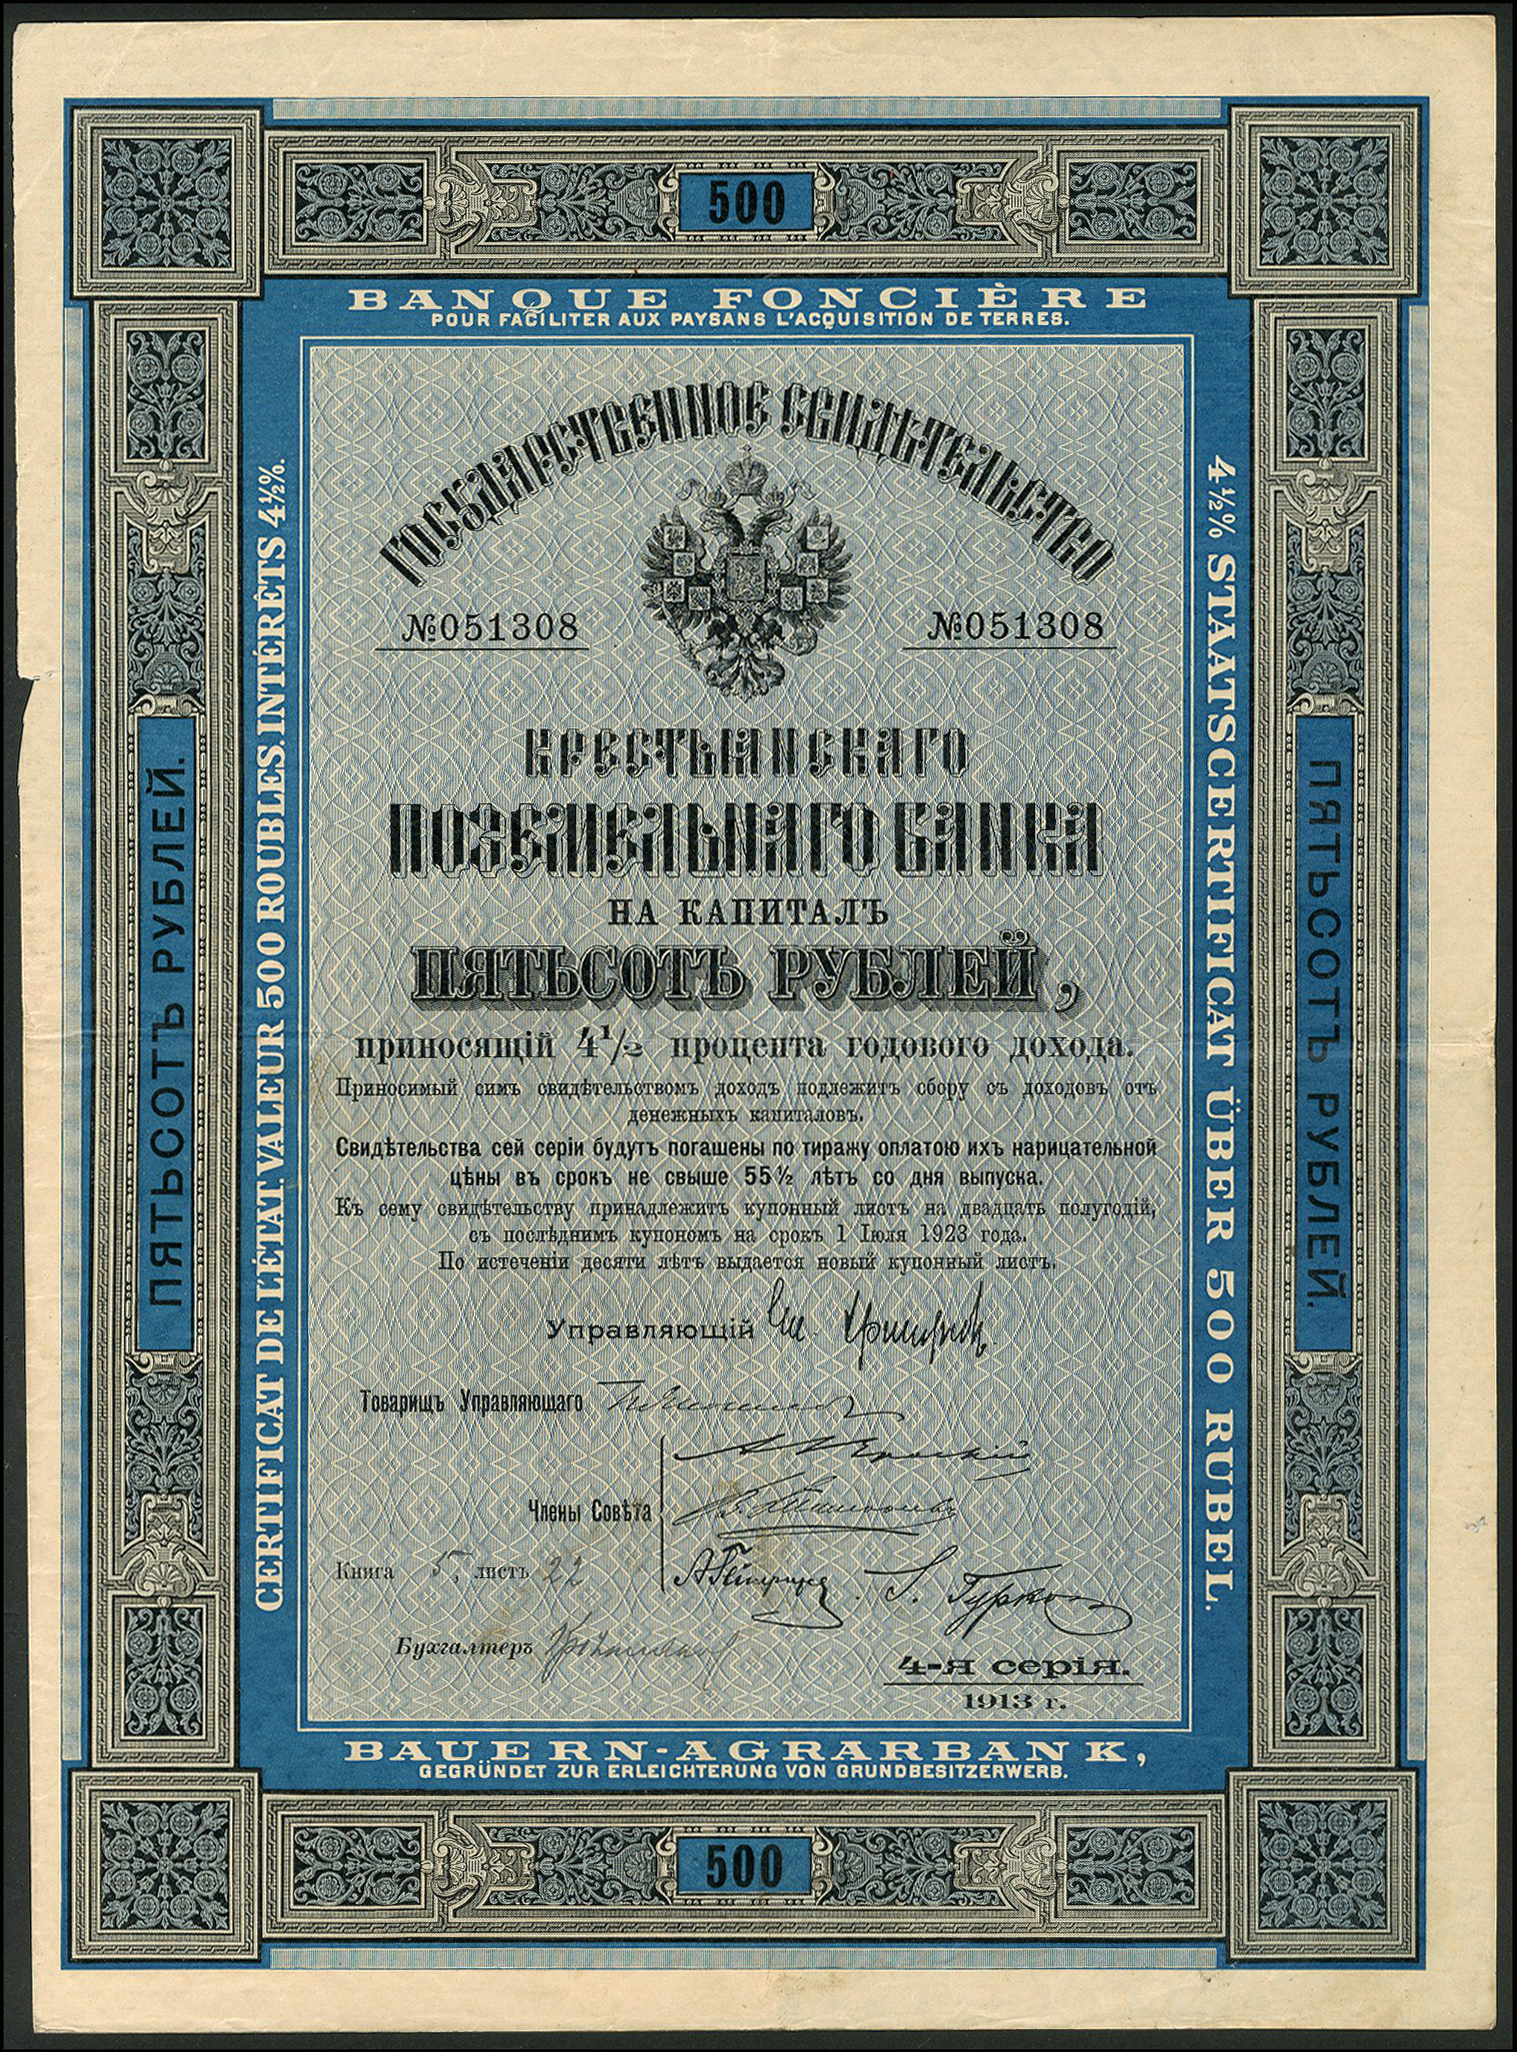 500
BANQUE FONCIÈRE
POUR FACILITER AUX PAYSANS L'ACQUISITION DE TERRES.
ПЯТЬСОТЪ РУБЛЕЙ.
CERTIFICAT DE L'ÉTAT, VALEUR 500 ROUBLES. INTÉRÊTS 4½%.
ГОСУДАРСТВЕННОЕ СВИДѢТЕЛЬСТВО
№051308
№051308
КРЕСТЬЯНСКАГО
ПОЗЕМЕЛЬНАГО БАНКА
НА КАПИТАЛЪ
ПЯТЬСОТЪ РУБЛЕЙ,
приносящій 4½ процента годового дохода.
Приносимый симъ свидѣтельствомъ доходъ подлежитъ сбору съ доходовъ отъ
денежныхъ капиталовъ.
Свидѣтельства сей серіи будутъ погашены по тиражу оплатою ихъ нарицательной
цѣны въ срокъ не свыше 55½ лѣтъ со дня выпуска.
Къ сему свидѣтельству принадлежитъ купонный листъ на двадцать полугодій,
съ послѣднимъ купономъ на срокъ 1 Іюля 1923 года.
По истеченіи десяти лѣтъ выдается новый купонный листъ.
Управляющій
Товарищъ Управляющаго
Члены Совѣта
Книга 5, листъ 22
Бухгалтеръ
4-я серія.
1913 г.
4½% STAATSCERTIFICAT ÜBER 500 RUBEL.
ПЯТЬСОТЪ РУБЛЕЙ.
BAUERN-AGRARBANK,
GEGRÜNDET ZUR ERLEICHTERUNG VON GRUNDBESITZERWERB.
500